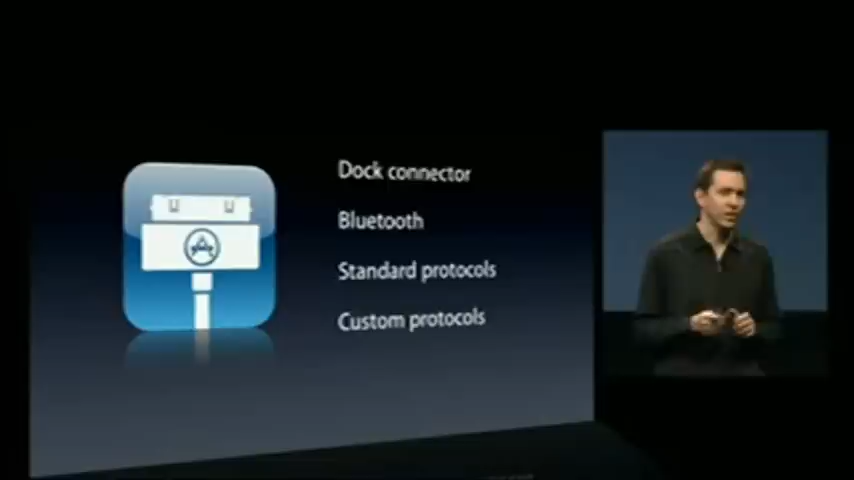 Dock connector
Bluetooth
Standard protocols
Custom protocols